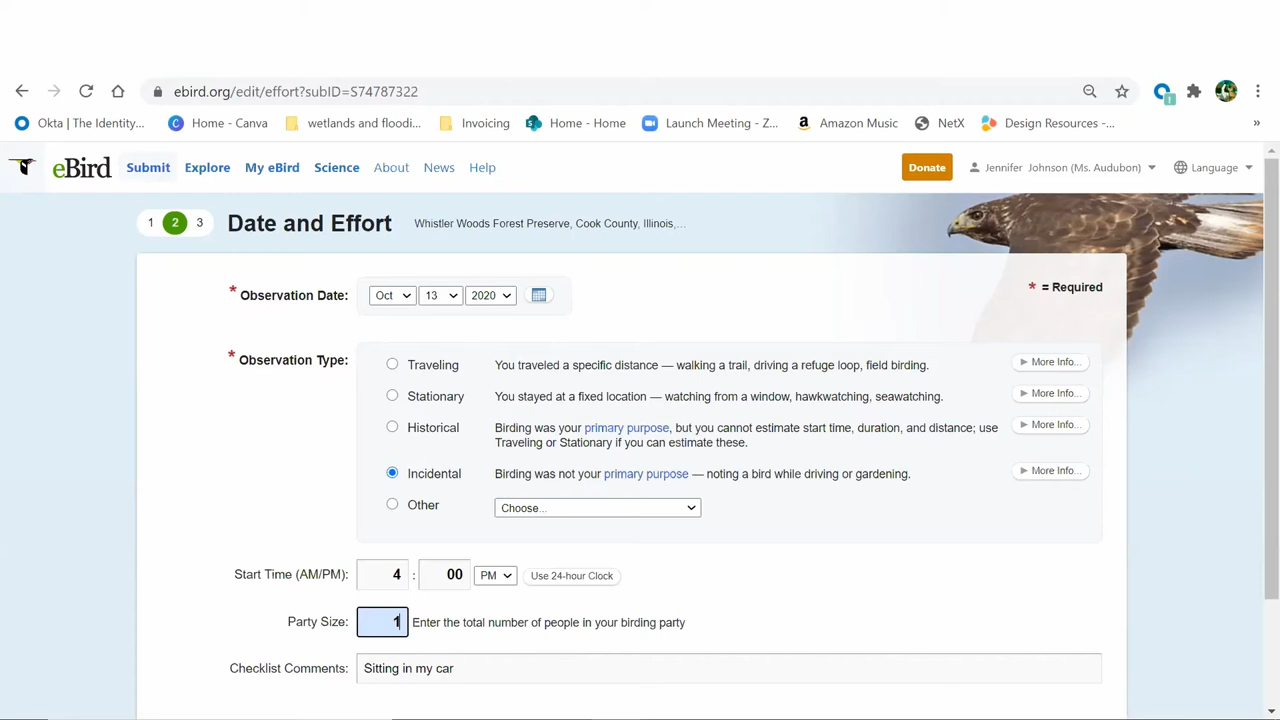 ebird.org/edit/effort?subID=S74787322
Okta | The Identity... Home - Canva wetlands and floodi... Invoicing Home - Home Launch Meeting - Z... Amazon Music NetX Design Resources -... »
eBird Submit Explore My eBird Science About News Help Donate Jennifer Johnson (Ms. Audubon) Language
1 2 3 Date and Effort Whistler Woods Forest Preserve, Cook County, Illinois,...
* Observation Date: Oct 13 2020 * = Required
* Observation Type: Traveling You traveled a specific distance — walking a trail, driving a refuge loop, field birding. More Info...
Stationary You stayed at a fixed location — watching from a window, hawkwatching, seawatching. More Info...
Historical Birding was your primary purpose, but you cannot estimate start time, duration, and distance; use More Info...
Traveling or Stationary if you can estimate these.
Incidental Birding was not your primary purpose — noting a bird while driving or gardening. More Info...
Other Choose...
Start Time (AM/PM): 4 : 00 PM Use 24-hour Clock
Party Size: 1 Enter the total number of people in your birding party
Checklist Comments: Sitting in my car